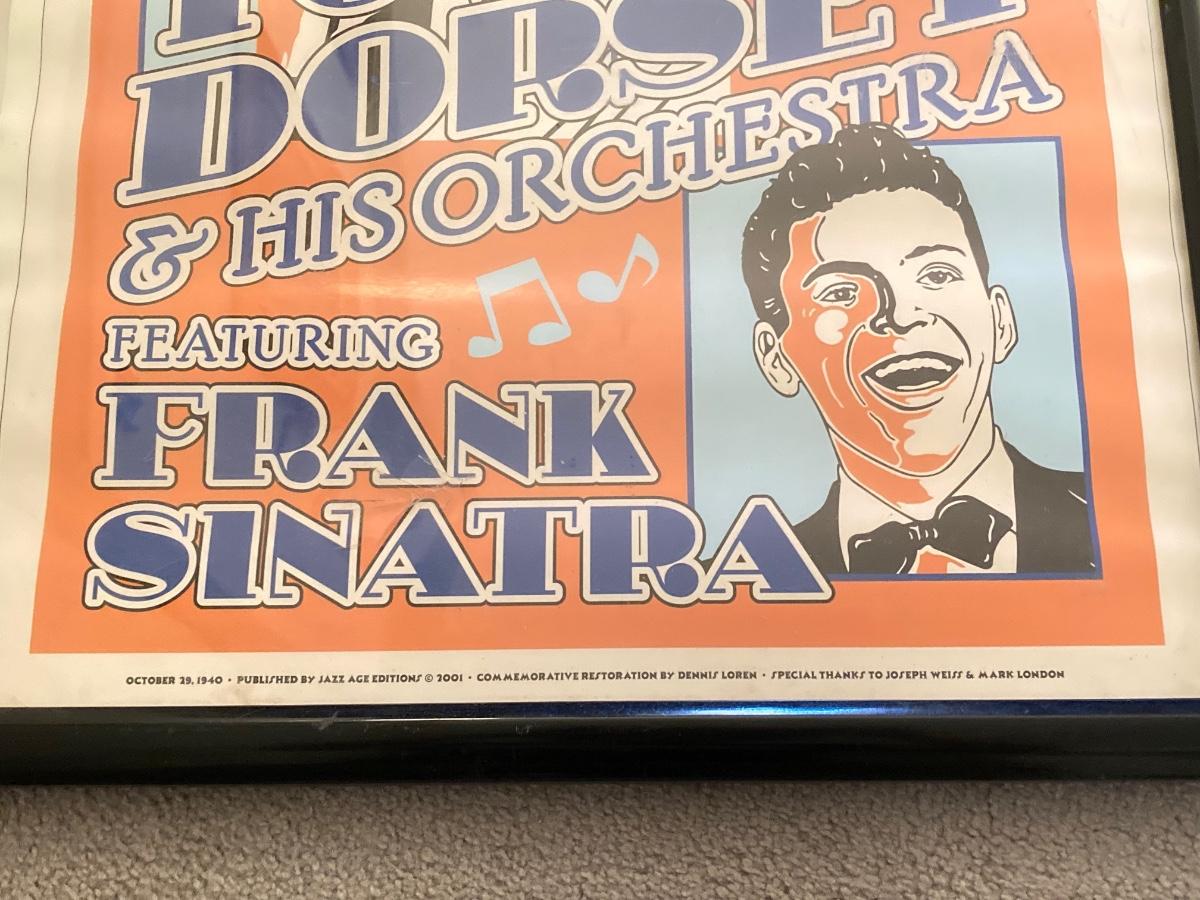 DORSEY
& HIS ORCHESTRA
FEATURING
FRANK
SINATRA
OCTOBER 29, 1940 • PUBLISHED BY JAZZ AGE EDITIONS © 2001 • COMMEMORATIVE RESTORATION BY DENNIS LOREN • SPECIAL THANKS TO JOSEPH WEISS & MARK LONDON